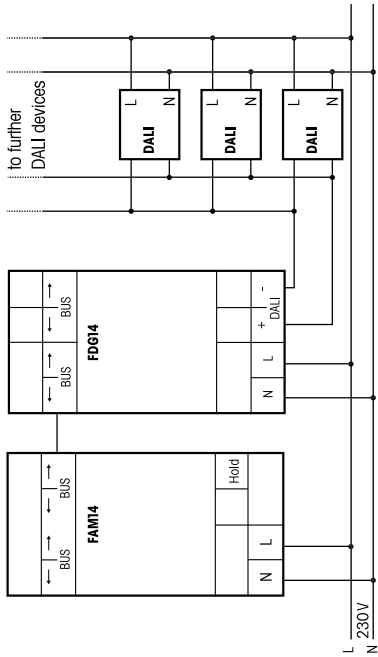 BUS
BUS
FAM14
Hold
N
L
BUS
BUS
FDG14
N
L
+
-
DALI
to further
DALI devices
DALI
L
N
DALI
L
N
DALI
L
N
L
230V
N